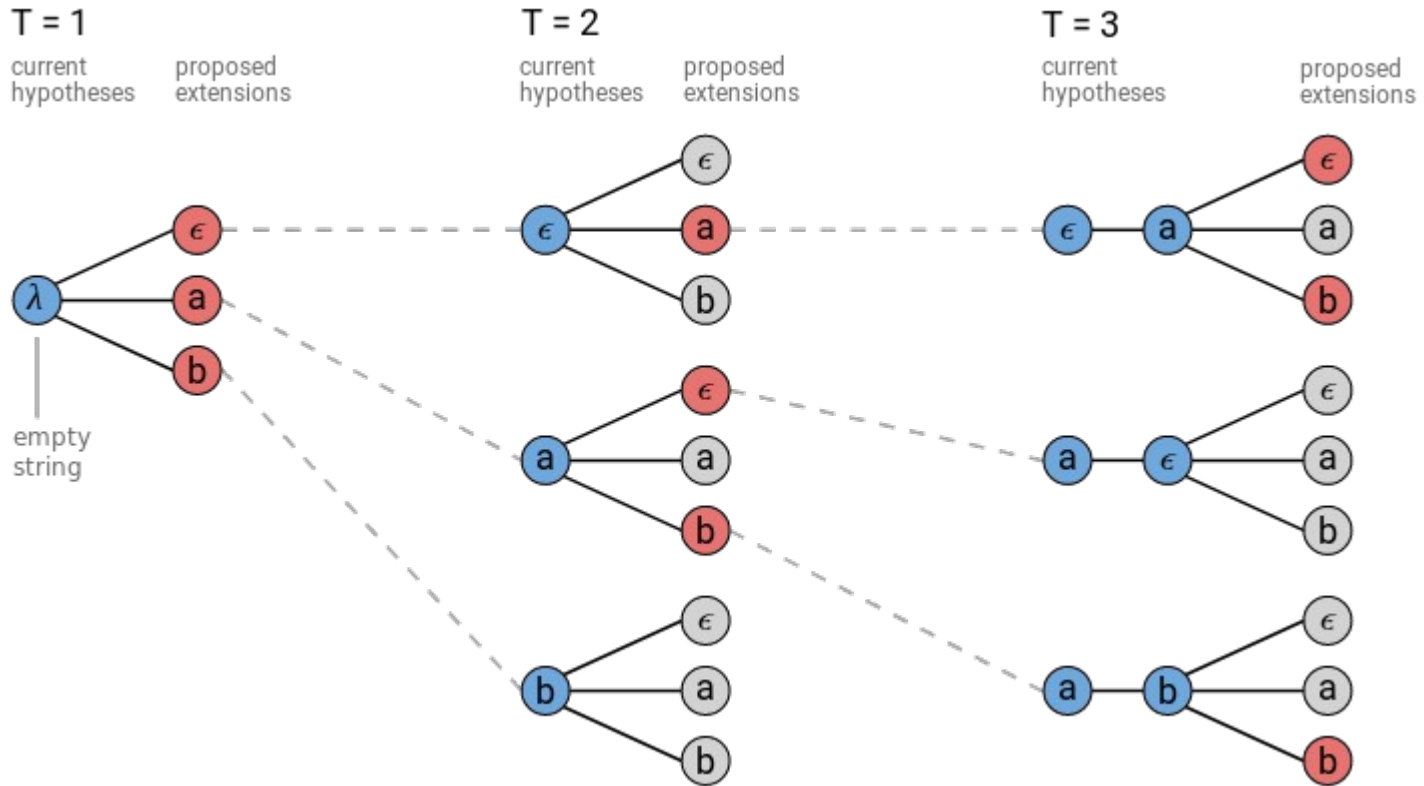 T = 1
current hypotheses
proposed extensions
λ
ϵ
a
b
empty string
T = 2
current hypotheses
proposed extensions
ϵ
ϵ
a
b
a
ϵ
a
b
b
ϵ
a
b
T = 3
current hypotheses
proposed extensions
ϵ a
ϵ
a
b
a ϵ
ϵ
a
b
a b
ϵ
a
b